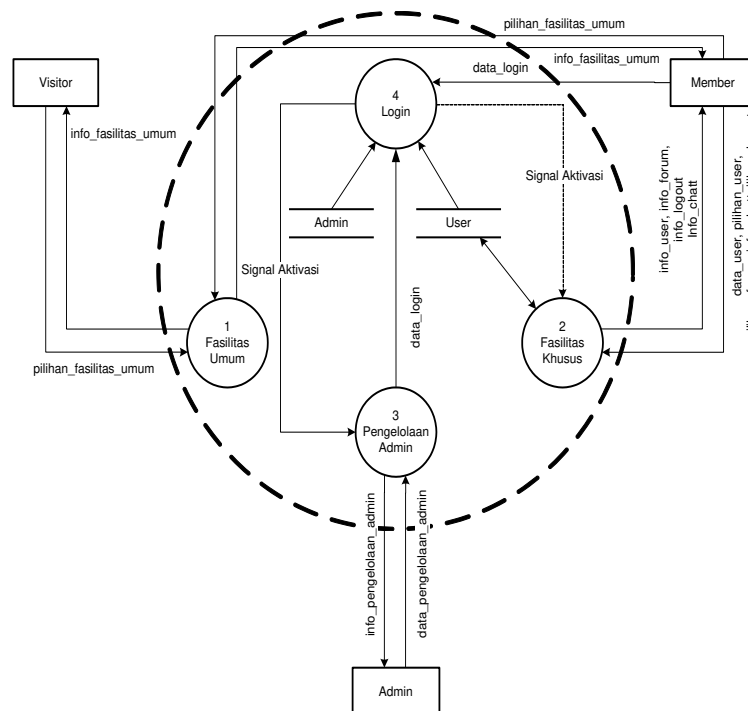 pilihan_fasilitas_umum
info_fasilitas_umum
Visitor
Member
data_login
4
Login
info_fasilitas_umum
Signal Aktivasi
Admin
User
Signal Aktivasi
info_user, info_forum,
info_logout
Info_chatt
data_user, pilihan_user,
1
Fasilitas
Umum
2
Fasilitas
Khusus
data_login
pilihan_fasilitas_umum
3
Pengelolaan
Admin
info_pengelolaan_admin
data_pengelolaan_admin
Admin